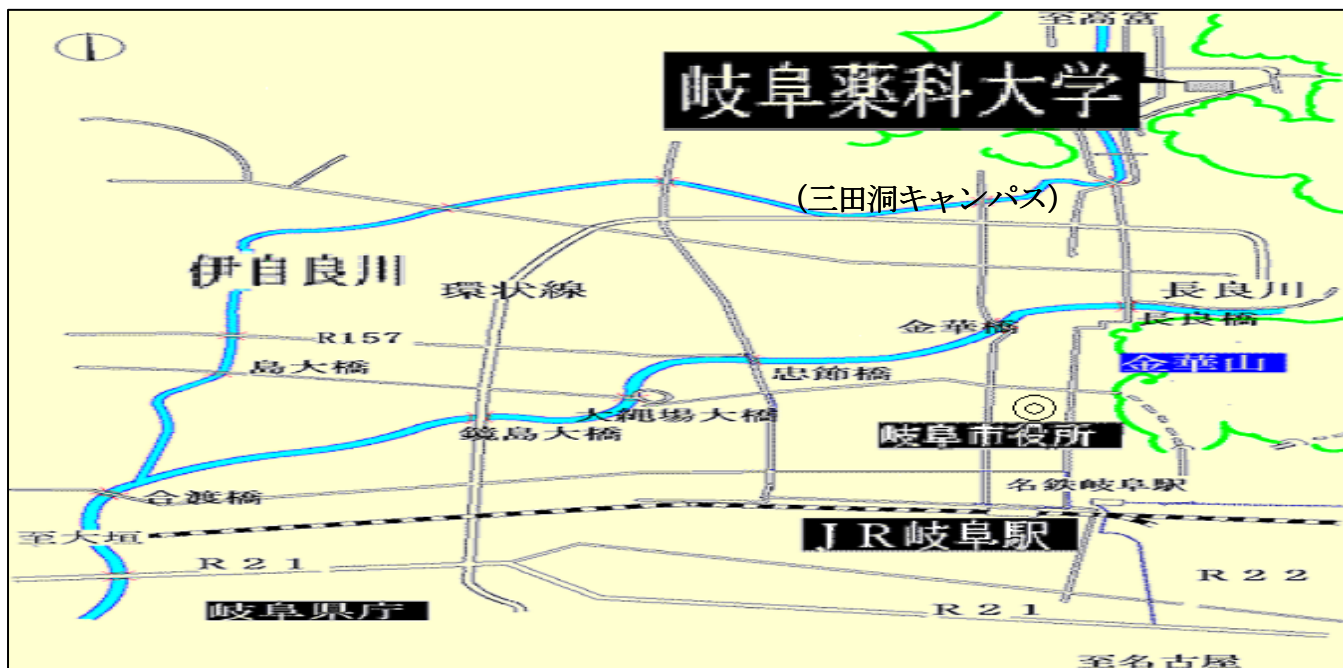 至高富
岐阜薬科大学
(三田洞キャンパス)
伊自良川
環状線
長良川
金華橋
長良橋
R157
島大橋
忠節橋
金華山
大縄場大橋
鏡島大橋
岐阜市役所
合渡橋
名鉄岐阜駅
至大垣
JR岐阜駅
R21
R22
岐阜県庁
R21
至名古屋